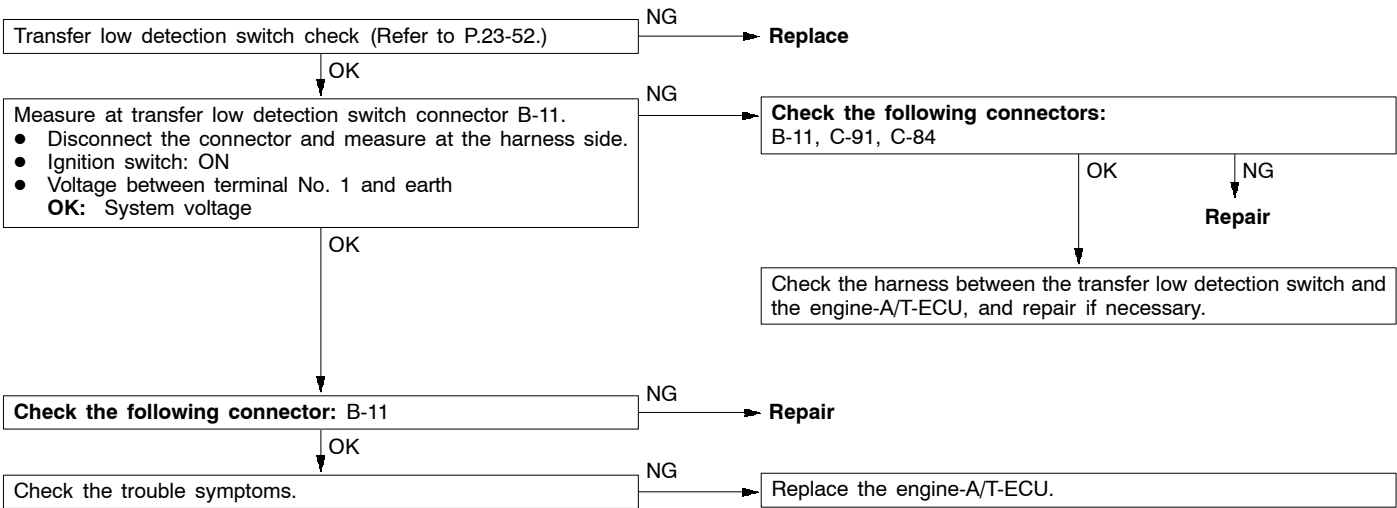 Transfer low detection switch check (Refer to P.23-52.)
NG
Replace
OK
Measure at transfer low detection switch connector B-11.
● Disconnect the connector and measure at the harness side.
● Ignition switch: ON
● Voltage between terminal No. 1 and earth
OK: System voltage
NG
Check the following connectors:
B-11, C-91, C-84
OK
NG
Repair
Check the harness between the transfer low detection switch and
the engine-A/T-ECU, and repair if necessary.
OK
Check the following connector: B-11
NG
Repair
OK
Check the trouble symptoms.
NG
Replace the engine-A/T-ECU.